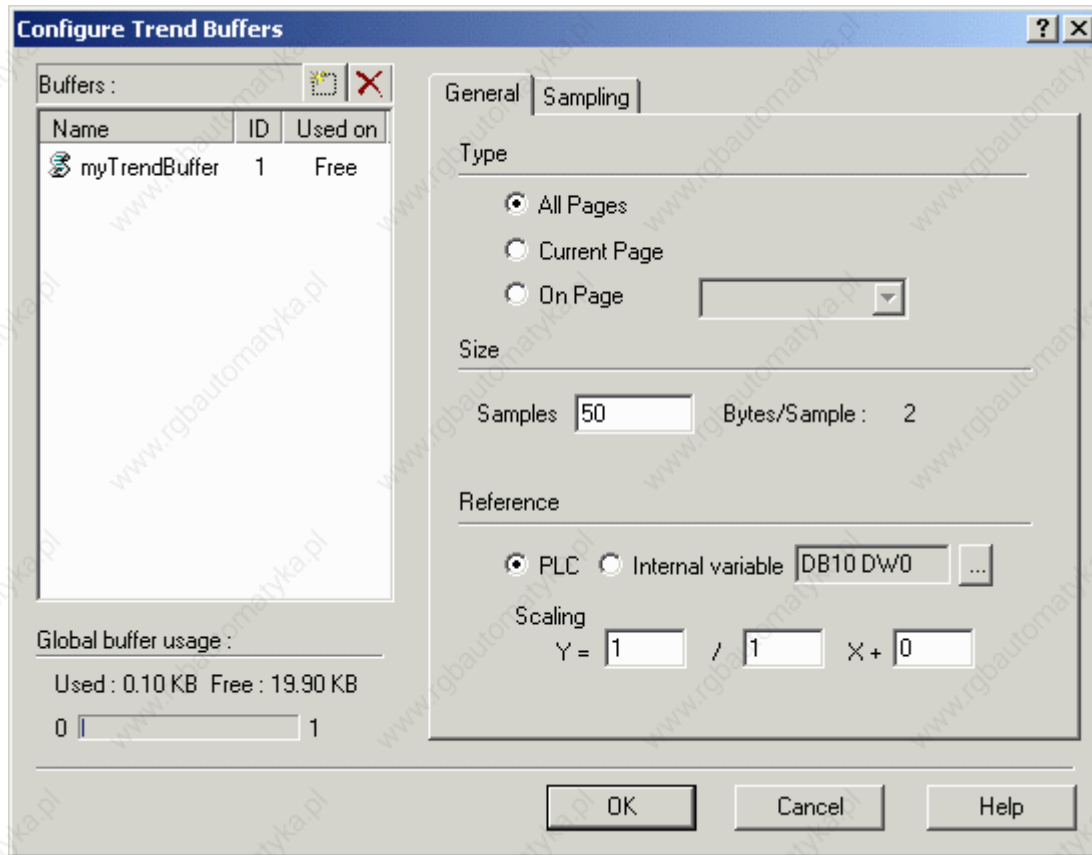 Configure Trend Buffers
Buffers :
Name ID Used on
myTrendBuffer 1 Free
Global buffer usage :
Used : 0.10 KB Free : 19.90 KB
0 1
General Sampling
Type
All Pages
Current Page
On Page
Size
Samples 50 Bytes/Sample : 2
Reference
PLC Internal variable DB10 DW0 ...
Scaling
Y = 1 / 1 X + 0
OK Cancel Help
www.rgbautomatyka.pl